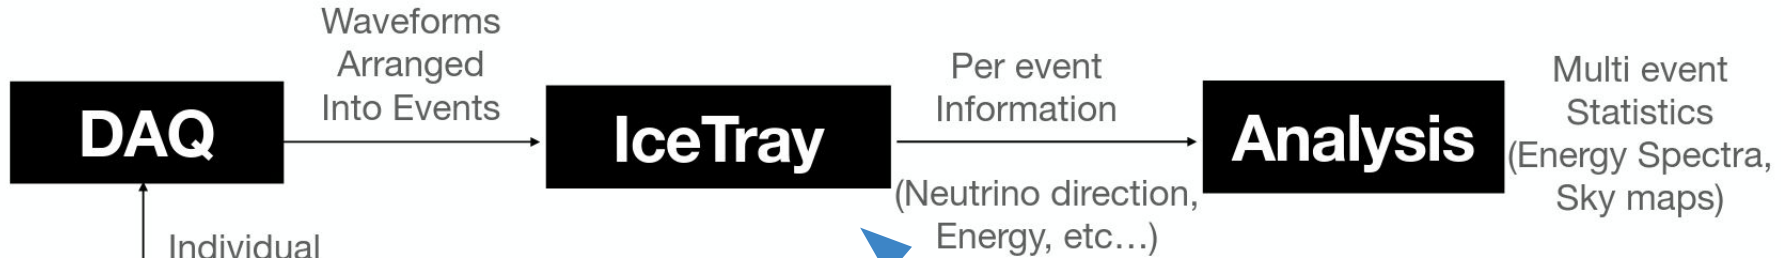 Waveforms
Arranged
Into Events
DAQ
IceTray
Per event
Information
(Neutrino direction,
Energy, etc...)
Analysis
Multi event
Statistics
(Energy Spectra,
Sky maps)
Individual